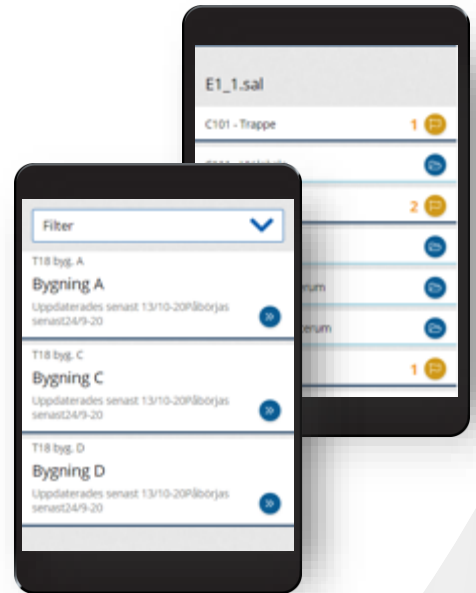 E1_1.sal
C101 - Trappe
1
2
1
Filter
T18 byg. A
Bygning A
Uppdaterades senast 13/10-20Påbörjas
senast24/9-20
T18 byg. C
Bygning C
Uppdaterades senast 13/10-20Påbörjas
senast24/9-20
T18 byg. D
Bygning D
Uppdaterades senast 13/10-20Påbörjas
senast24/9-20